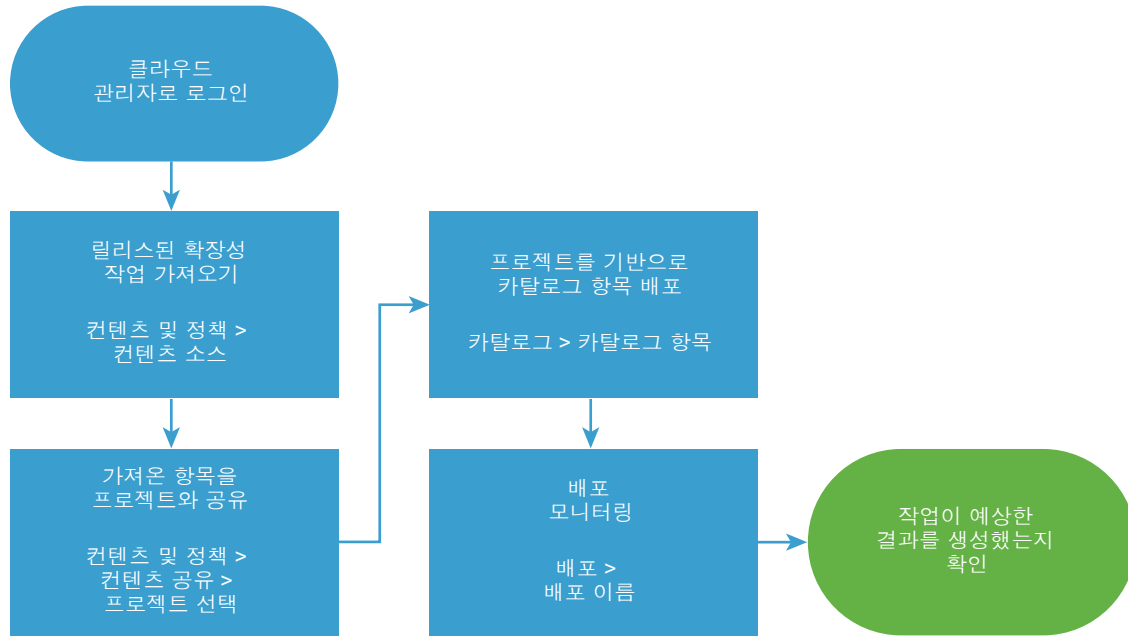 클라우드
관리자로 로그인
릴리스된 확장성
작업 가져오기
컨텐츠 및 정책 >
컨텐츠 소스
가져온 항목을
프로젝트와 공유
컨텐츠 및 정책 >
컨텐츠 공유 >
프로젝트 선택
프로젝트를 기반으로
카탈로그 항목 배포
카탈로그 > 카탈로그 항목
배포
모니터링
배포 >
배포 이름
작업이 예상한
결과를 생성했는지
확인